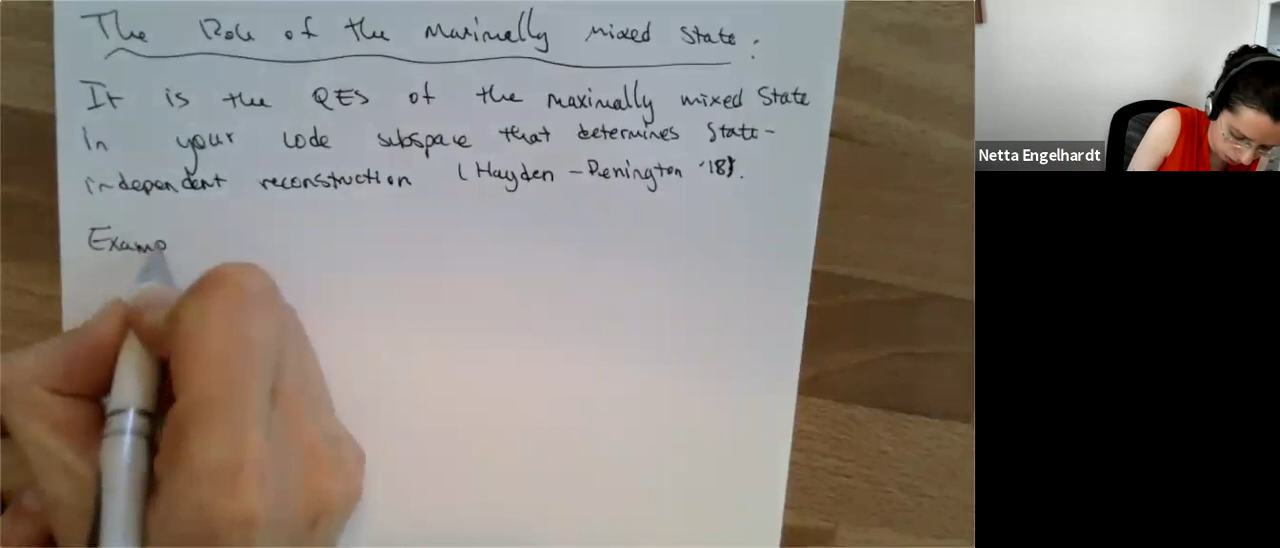 The Role of the maximally mixed state:
It is the QES of the maximally mixed state
in your code subspace that determines state-
independent reconstruction (Hayden-Penington '18).
Examp
Netta Engelhardt